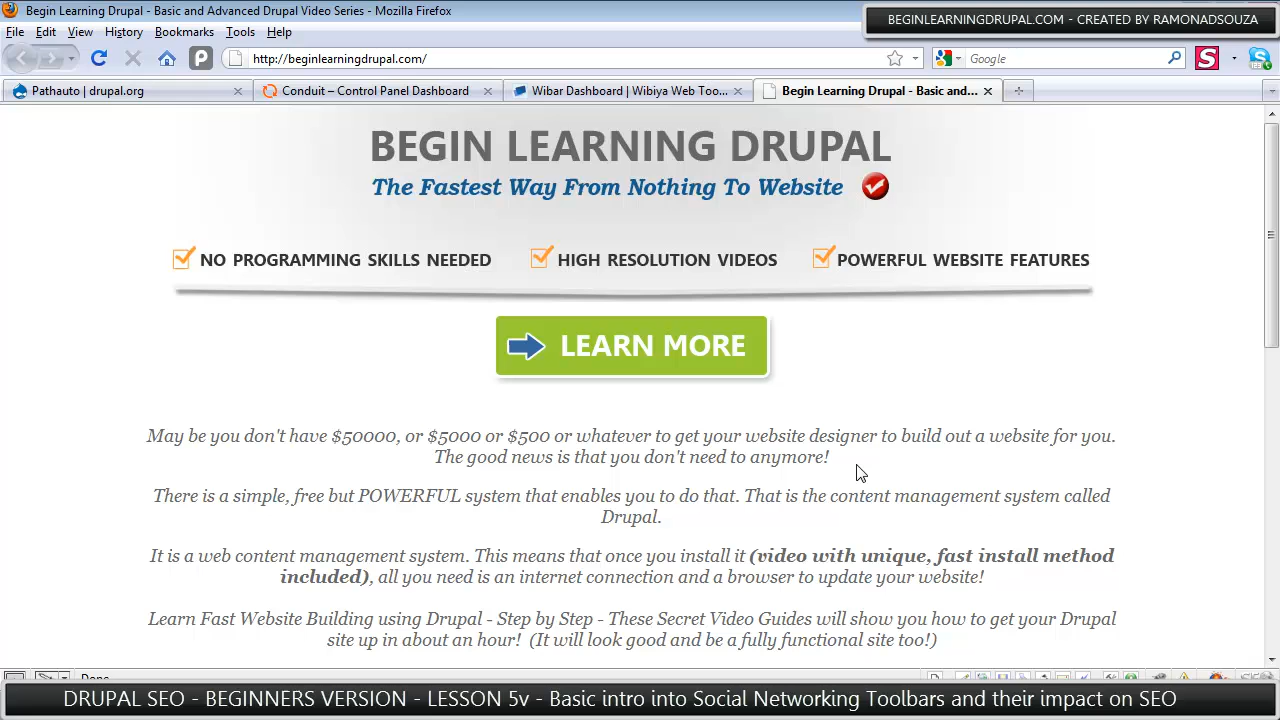 Begin Learning Drupal - Basic and Advanced Drupal Video Series - Mozilla Firefox
BEGINLEARNINGDRUPAL.COM - CREATED BY RAMONADSOUZA
File Edit View History Bookmarks Tools Help
P http://beginlearningdrupal.com/ Google S
Pathauto | drupal.org Conduit – Control Panel Dashboard Wibar Dashboard | Wibiya Web Too... Begin Learning Drupal - Basic and...
BEGIN LEARNING DRUPAL
The Fastest Way From Nothing To Website
NO PROGRAMMING SKILLS NEEDED HIGH RESOLUTION VIDEOS POWERFUL WEBSITE FEATURES
LEARN MORE
May be you don't have $50000, or $5000 or $500 or whatever to get your website designer to build out a website for you.
The good news is that you don't need to anymore!
There is a simple, free but POWERFUL system that enables you to do that. That is the content management system called
Drupal.
It is a web content management system. This means that once you install it (video with unique, fast install method
included), all you need is an internet connection and a browser to update your website!
Learn Fast Website Building using Drupal - Step by Step - These Secret Video Guides will show you how to get your Drupal
site up in about an hour! (It will look good and be a fully functional site too!)
Done
DRUPAL SEO - BEGINNERS VERSION - LESSON 5v - Basic intro into Social Networking Toolbars and their impact on SEO